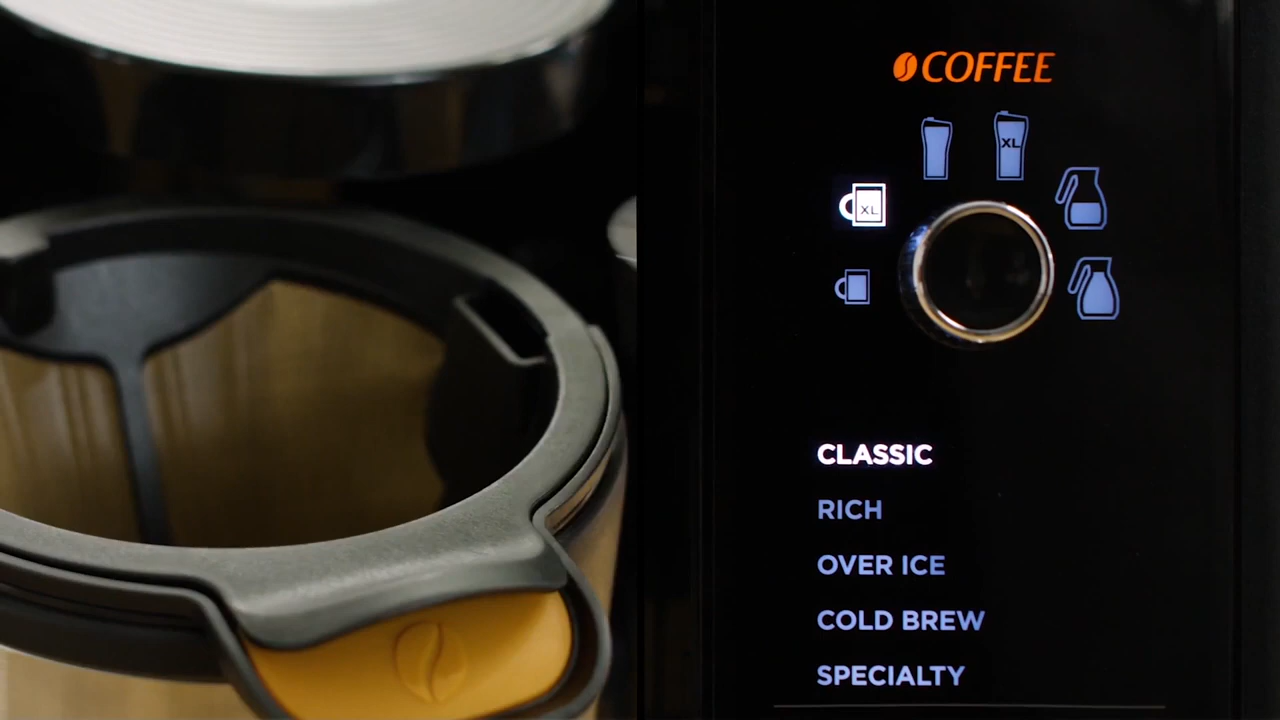 COFFEE
XL
XL
CLASSIC
RICH
OVER ICE
COLD BREW
SPECIALTY